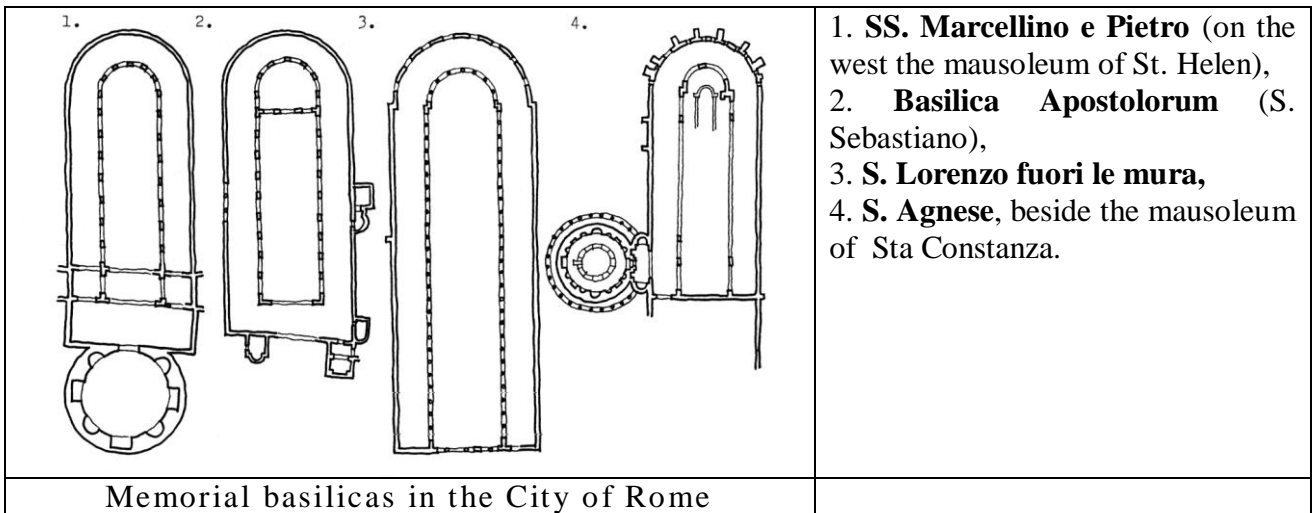 1. 2. 3. 4.
1. SS. Marcellino e Pietro (on the
west the mausoleum of St. Helen),
2. Basilica Apostolorum (S.
Sebastiano),
3. S. Lorenzo fuori le mura,
4. S. Agnese, beside the mausoleum
of Sta Constanza.
Memorial basilicas in the City of Rome